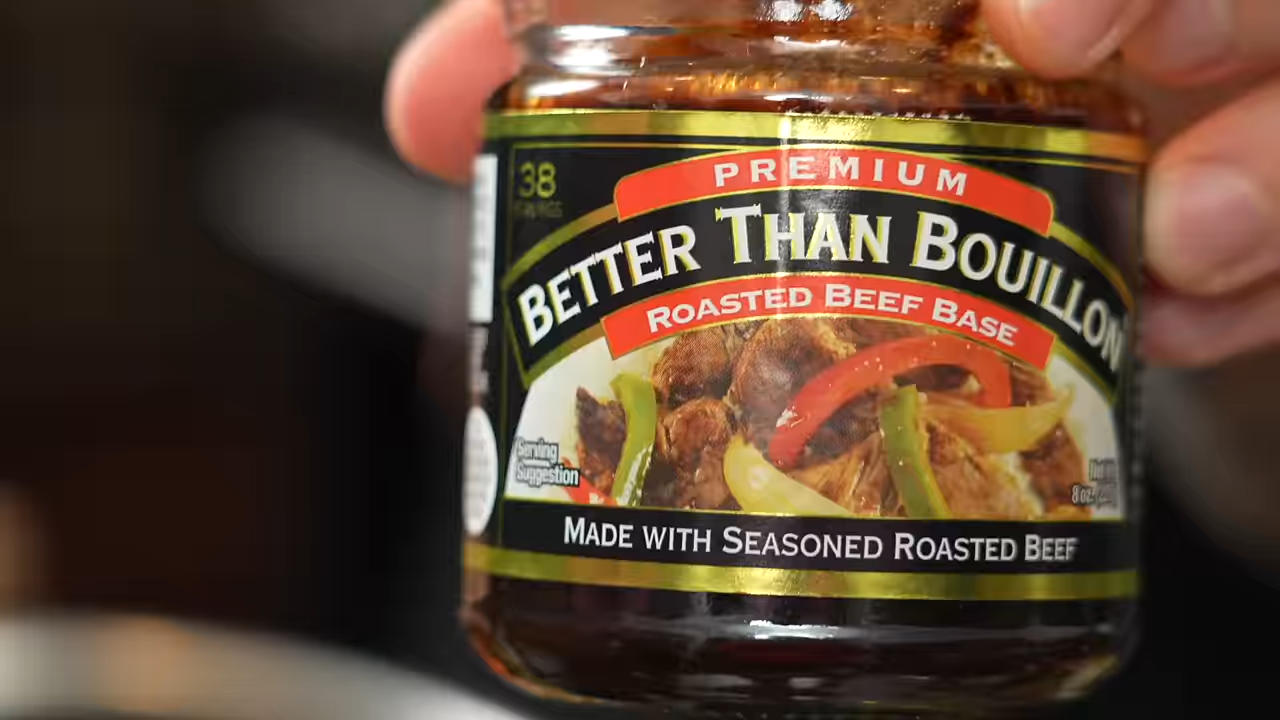 38
PREMIUM
BETTER THAN BOUILLON
ROASTED BEEF BASE
Serving
Suggestion
8 oz.
MADE WITH SEASONED ROASTED BEEF